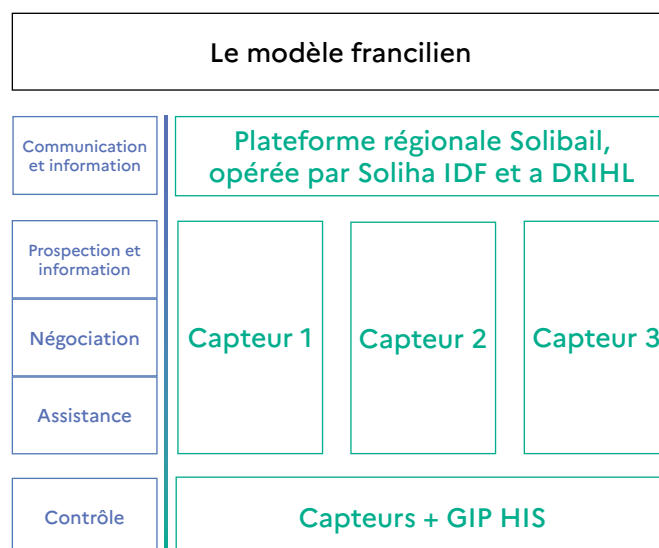 Le modèle francilien
Communication
et information
Plateforme régionale Solibail,
opérée par Soliha IDF et a DRIHL
Prospection et
information
Négociation
Assistance
Capteur 1
Capteur 2
Capteur 3
Contrôle
Capteurs + GIP HIS